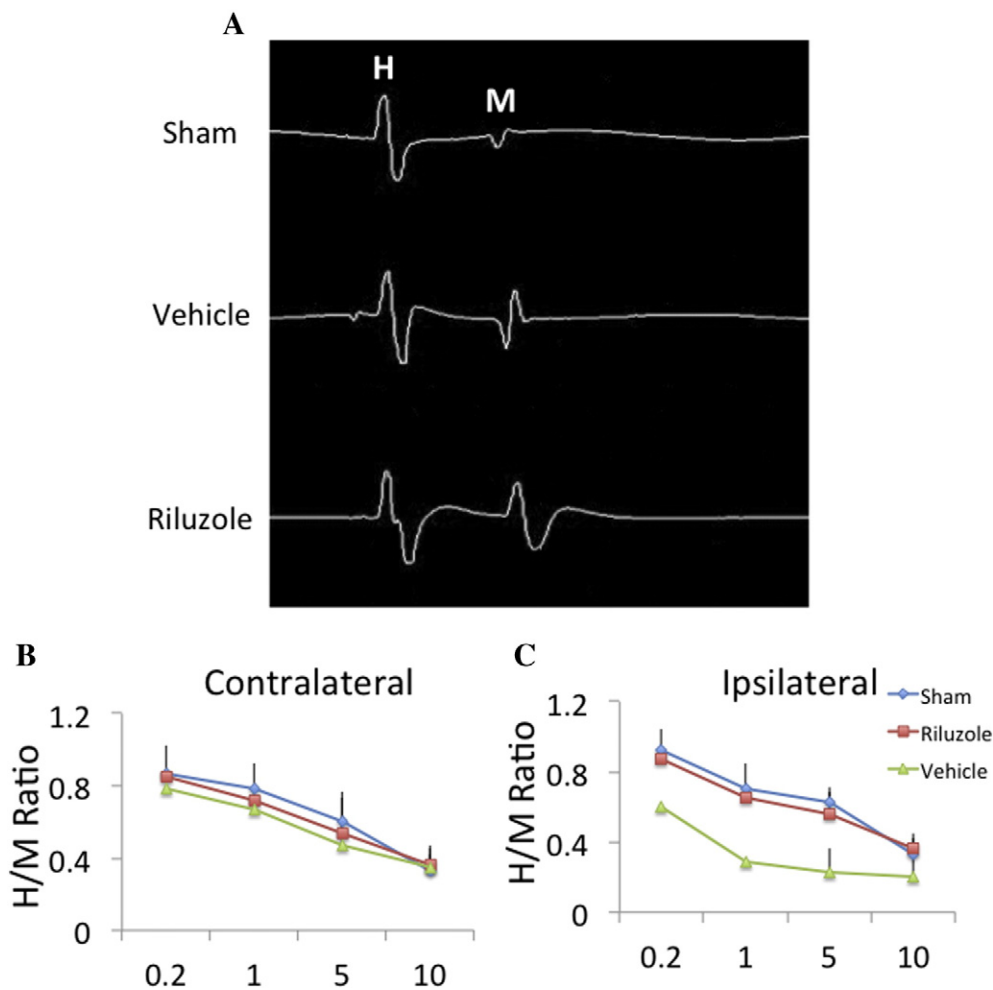 A
H
M
Sham
Vehicle
Riluzole
B
Contralateral
H/M Ratio
1.2
0.8
0.4
0
0.2 1 5 10
C
Ipsilateral
H/M Ratio
1.2
0.8
0.4
0
0.2 1 5 10
Sham
Riluzole
Vehicle